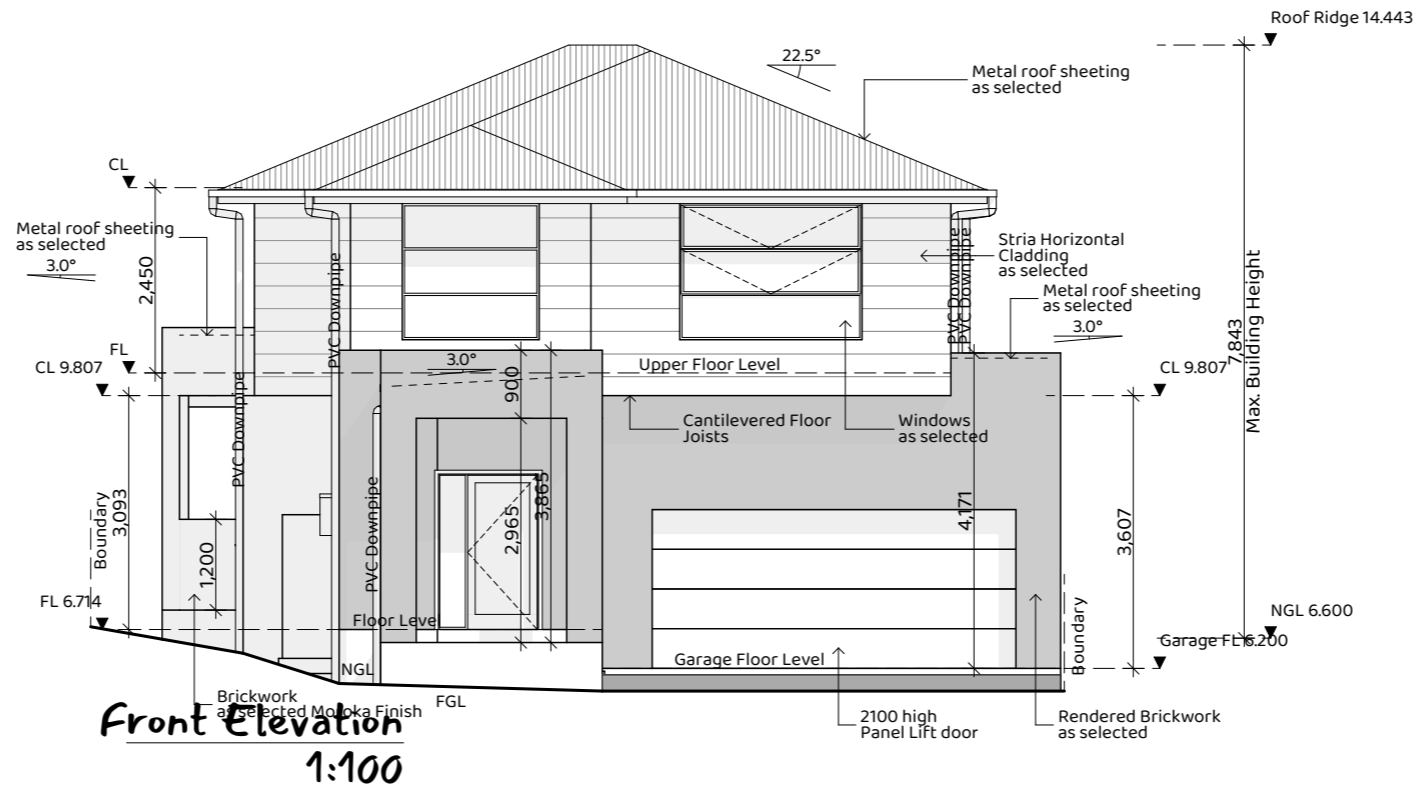 Roof Ridge 14.443
22.5°
Metal roof sheeting
as selected
CL
Metal roof sheeting
as selected
3.0°
2,450
PVC Downpipe
PVC Downpipe
PVC Downpipe
Stria Horizontal
Cladding
as selected
Metal roof sheeting
as selected
3.0°
7,843
Max. Building Height
FL
CL 9.807
3.0°
Upper Floor Level
CL 9.807
900
PVC Downpipe
Cantilevered Floor
Joists
Windows
as selected
Boundary
3,093
1,200
PVC Downpipe
2,965
3,865
4,171
3,607
FL 6.714
Floor Level
NGL 6.600
Garage FL 6.200
Boundary
NGL
Garage Floor Level
FGL
Brickwork
as selected Moroka Finish
2100 high
Panel Lift door
Rendered Brickwork
as selected
Front Elevation
1:100